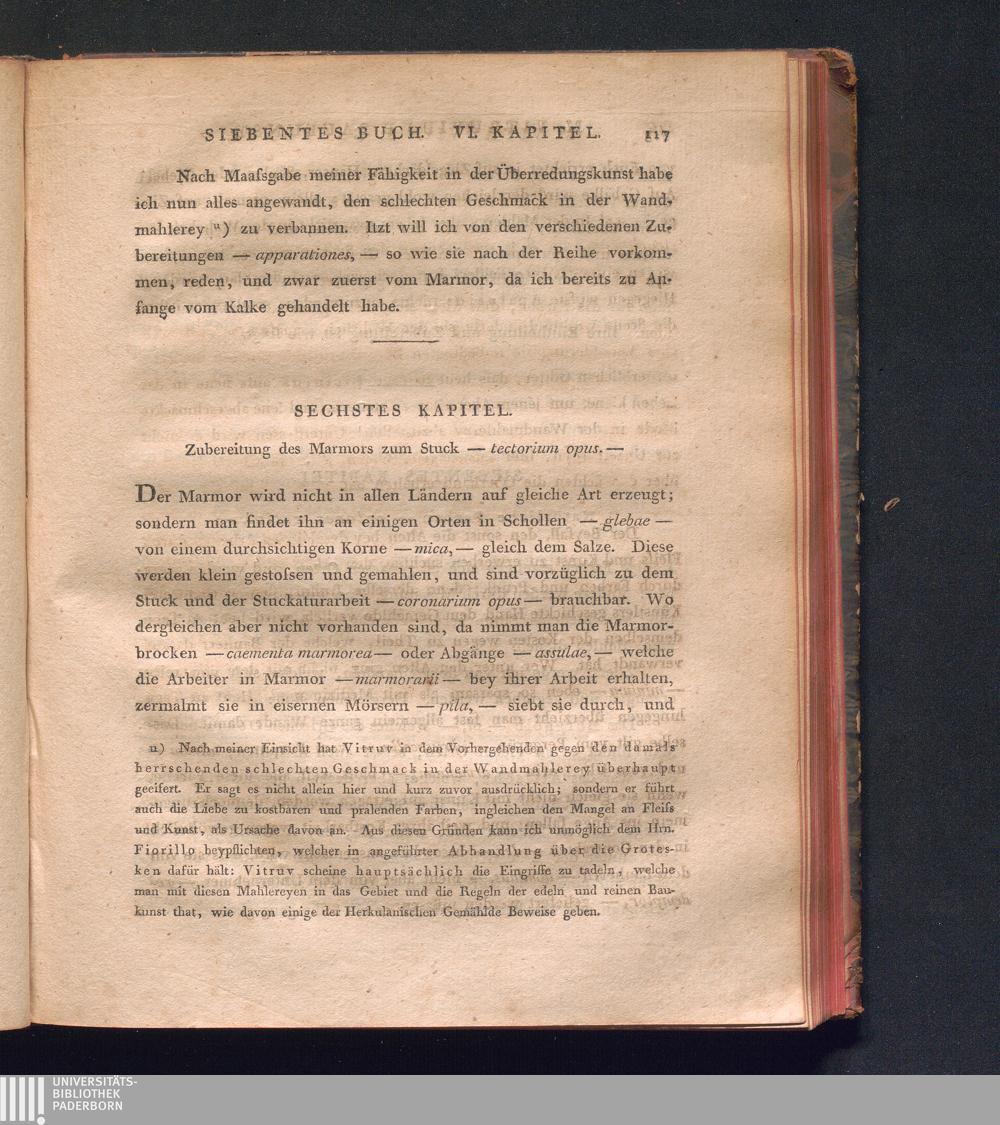 SIEBENTES BUCH. VI. KAPITEL. 117
Nach Maaſsgabe meiner Fähigkeit in der Überredungskunst habe
ich nun alles angewandt, den schlechten Geschmack in der Wand-
mahlerey u) zu verbannen. Itzt will ich von den verschiedenen Zu-
bereitungen — apparationes, — so wie sie nach der Reihe vorkom-
men, reden, und zwar zuerst vom Marmor, da ich bereits zu An-
fange vom Kalke gehandelt habe.
SECHSTES KAPITEL.
Zubereitung des Marmors zum Stuck — tectorium opus. —
Der Marmor wird nicht in allen Ländern auf gleiche Art erzeugt;
sondern man findet ihn an einigen Orten in Schollen — glebae —
von einem durchsichtigen Korne — mica, — gleich dem Salze. Diese
werden klein gestoſsen und gemahlen, und sind vorzüglich zu dem
Stuck und der Stuckaturarbeit — coronarium opus — brauchbar. Wo
dergleichen aber nicht vorhanden sind, da nimmt man die Marmor-
brocken — caementa marmorea — oder Abgänge — assulae, — welche
die Arbeiter in Marmor — marmorarii — bey ihrer Arbeit erhalten,
zermalmt sie in eisernen Mörsern — pila, — siebt sie durch, und
u) Nach meiner Einsicht hat Vitruv in dem Vorhergehenden gegen den damals
herrschenden schlechten Geschmack in der Wandmahlerey überhaupt
geeifert. Er sagt es nicht allein hier und kurz zuvor ausdrücklich; sondern er führt
auch die Liebe zu kostbaren und pralenden Farben, ingleichen den Mangel an Fleiſs
und Kunst, als Ursache davon an. Aus diesen Gründen kann ich unmöglich dem Hrn.
Fiorillo beypflichten, welcher in angeführter Abhandlung über die Grotes-
ken dafür hält: Vitruv scheine hauptsächlich die Eingriffe zu tadeln, welche
man mit diesen Mahlereyen in das Gebiet und die Regeln der edeln und reinen Bau-
kunst that, wie davon einige der Herkulanischen Gemählde Beweise geben.
UNIVERSITÄTS-
BIBLIOTHEK
PADERBORN